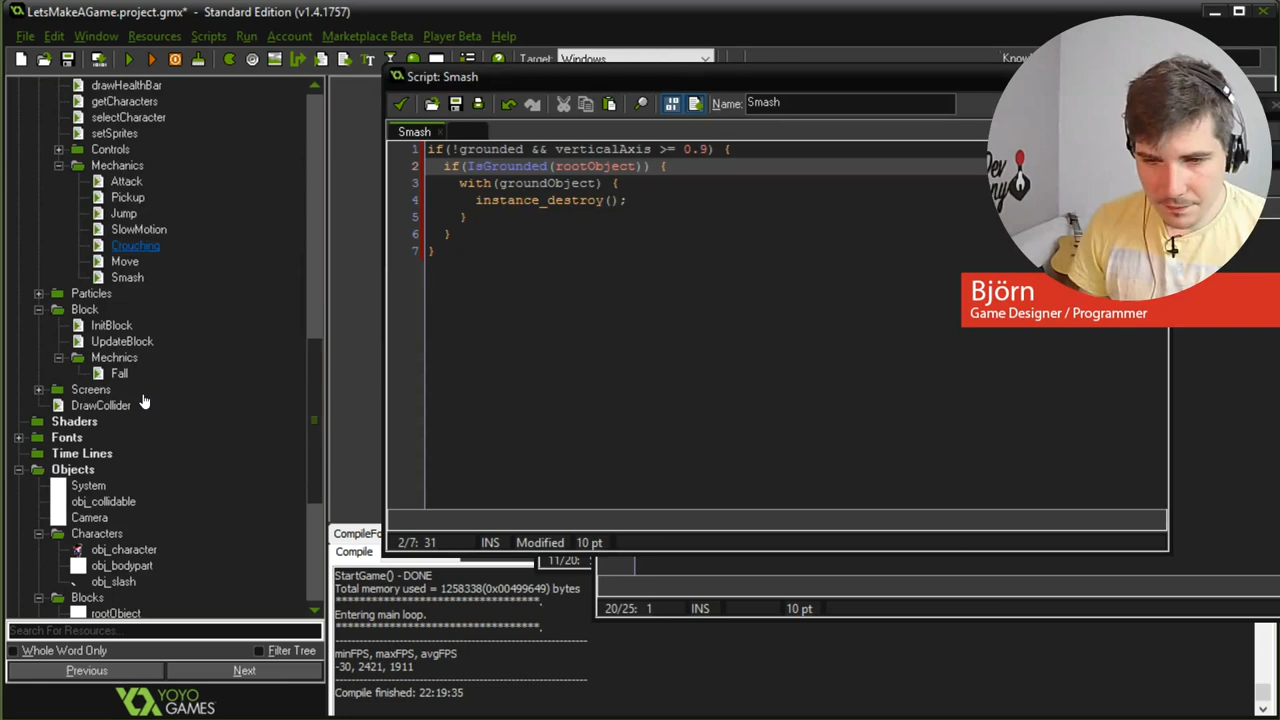 LetsMakeAGame.project.gmx* - Standard Edition (v1.4.1757)
File Edit Window Resources Scripts Run Account Marketplace Beta Player Beta Help
Target: Windows
drawHealthBar
getCharacters
selectCharacter
setSprites
Controls
Mechanics
Attack
Pickup
Jump
SlowMotion
Crouching
Move
Smash
Particles
Block
InitBlock
UpdateBlock
Mechnics
Fall
Screens
DrawCollider
Shaders
Fonts
Time Lines
Objects
System
obj_collidable
Camera
Characters
obj_character
obj_bodypart
obj_slash
Blocks
rootObject
Search For Resources...
Whole Word Only Filter Tree
Previous Next
YOYO
GAMES
Script: Smash
Name: Smash
Smash
1 if(!grounded && verticalAxis >= 0.9) {
2 if(IsGrounded(rootObject)) {
3 with(groundObject) {
4 instance_destroy();
5 }
6 }
7 }
2/7: 31 INS Modified 10 pt
11/20:
20/25: 1 INS 10 pt
Compile
StartGame() - DONE
Total memory used = 1258338(0x00499649) bytes
Entering main loop.
minFPS, maxFPS, avgFPS
-30, 2421, 1911
Compile finished: 22:19:35
Björn
Game Designer / Programmer